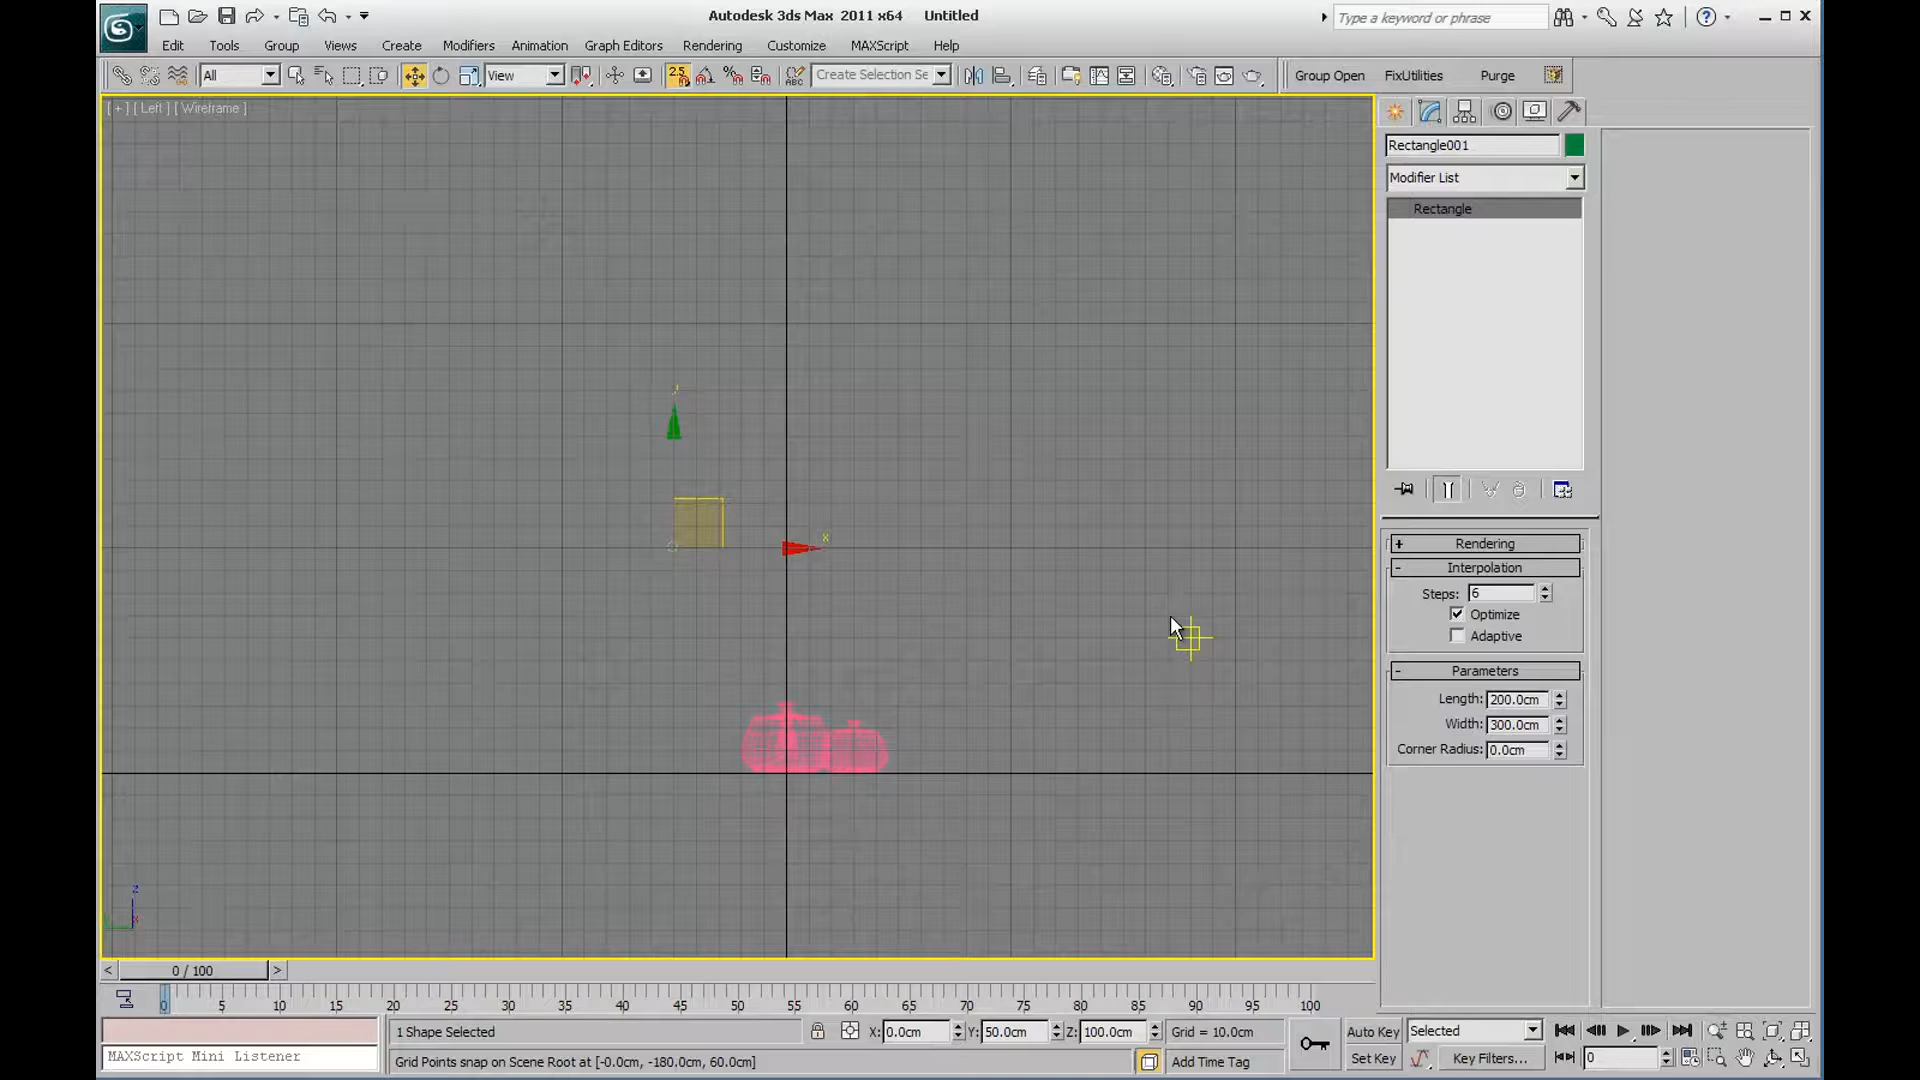 Autodesk 3ds Max 2011 x64 Untitled
Type a keyword or phrase
Edit Tools Group Views Create Modifiers Animation Graph Editors Rendering Customize MAXScript Help
All View 2.5 ABC Create Selection Se Group Open FixUtilities Purge
[ + ] [ Left ] [ Wireframe ]
Rectangle001
Modifier List
Rectangle
x
+ Rendering
- Interpolation
Steps: 6
Optimize
Adaptive
- Parameters
Length: 200.0cm
Width: 300.0cm
Corner Radius: 0.0cm
z
< 0 / 100 >
0 5 10 15 20 25 30 35 40 45 50 55 60 65 70 75 80 85 90 95 100
1 Shape Selected X: 0.0cm Y: 50.0cm Z: 100.0cm Grid = 10.0cm Auto Key Selected
MAXScript Mini Listener Grid Points snap on Scene Root at [-0.0cm, -180.0cm, 60.0cm] Add Time Tag Set Key Key Filters... 0